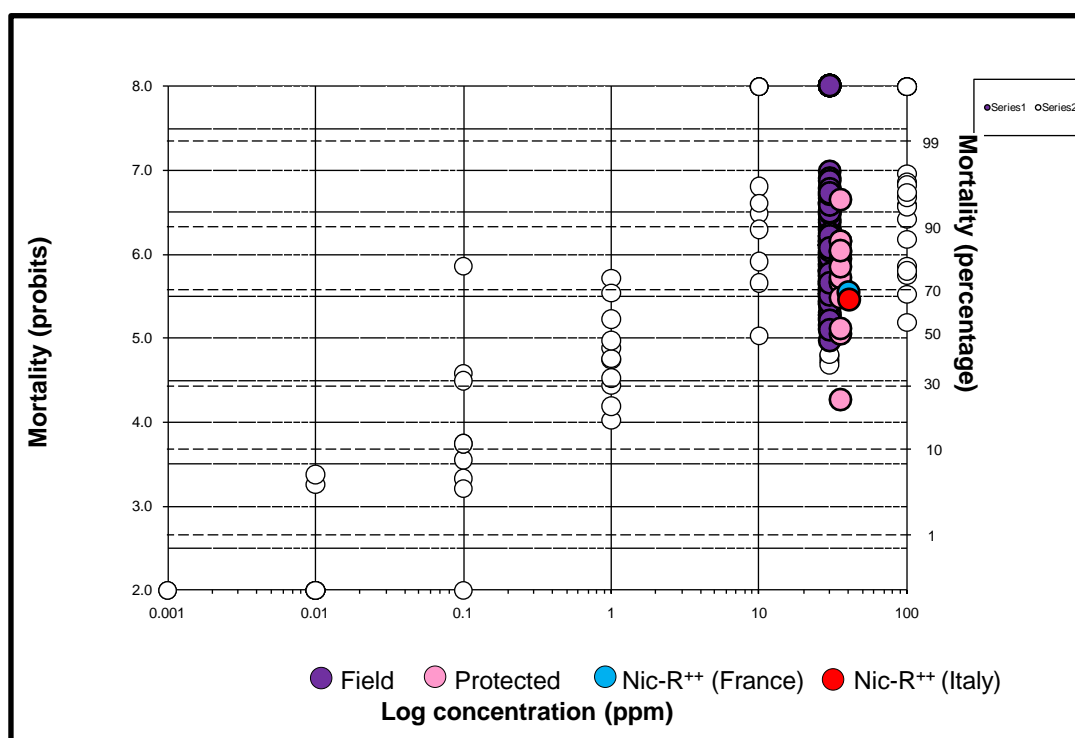 8.0
7.0
6.0
5.0
4.0
3.0
2.0
Mortality (probits)
99
90
70
50
30
10
1
Mortality (percentage)
Series1 Series2
0.001 0.01 0.1 1 10 100
Field Protected Nic-R++ (France) Nic-R++ (Italy)
Log concentration (ppm)